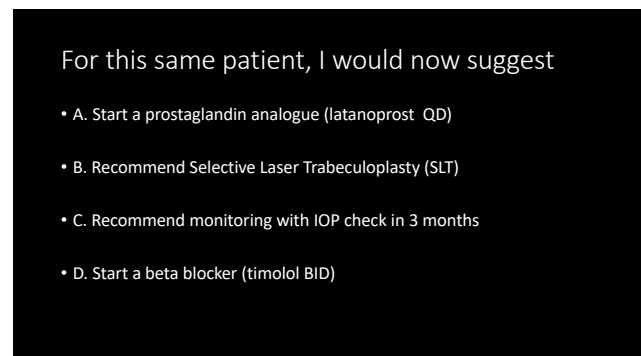 For this same patient, I would now suggest
• A. Start a prostaglandin analogue (latanoprost QD)
• B. Recommend Selective Laser Trabeculoplasty (SLT)
• C. Recommend monitoring with IOP check in 3 months
• D. Start a beta blocker (timolol BID)